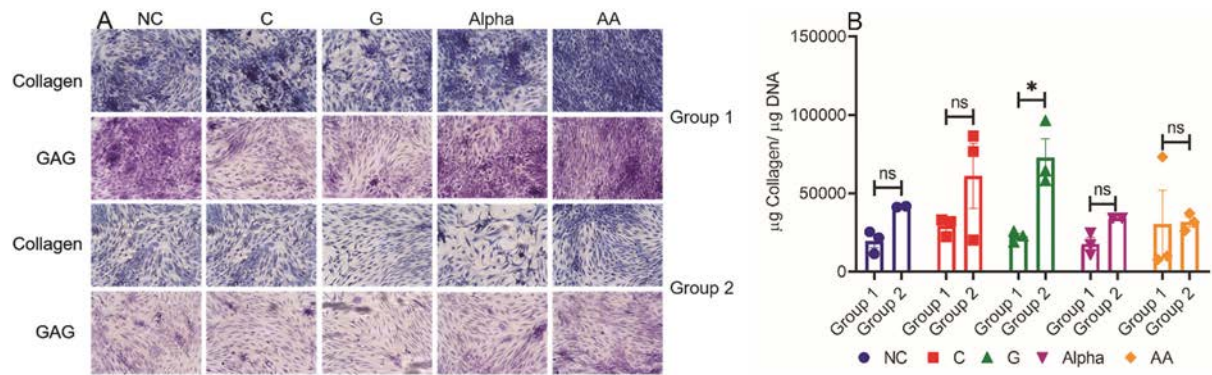 A
NC C G Alpha AA
Collagen
GAG
Group 1
Collagen
GAG
Group 2
B
µg Collagen/ µg DNA
150000
100000
50000
0
ns ns * ns ns
Group 1 Group 2 Group 1 Group 2 Group 1 Group 2 Group 1 Group 2 Group 1 Group 2
NC C G Alpha AA